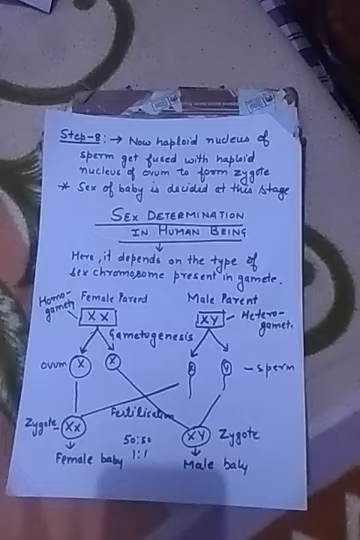 Step-8:→ Now haploid nucleus of
sperm get fused with haploid
nucleus of ovum to form zygote
* Sex of baby is decided at this stage
SEX DETERMINATION
IN HUMAN BEING
Here, it depends on the type of
sex chromosome present in gamete.
Homo-
gametic
Female Parent
Male Parent
XX
XY
Hetero-
gamet.
Gametogenesis
ovum
X
X
X
Y
sperm
Fertilisation
Zygote
XX
50:50
1:1
XY
Zygote
Female baby
Male baby